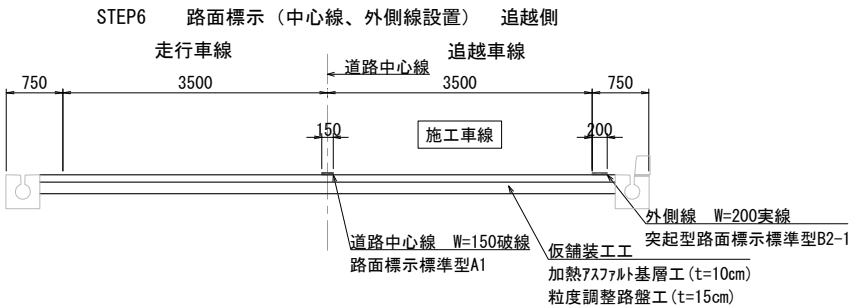 STEP6 路面標示(中心線、外側線設置) 追越側
走行車線 追越車線
道路中心線
750 3500 3500 750
150 施工車線 200
外側線 W=200実線
突起型路面標示標準型B2-1
道路中心線 W=150破線
路面標示標準型A1
仮舗装工工
加熱アスファルト基層工(t=10cm)
粒度調整路盤工(t=15cm)